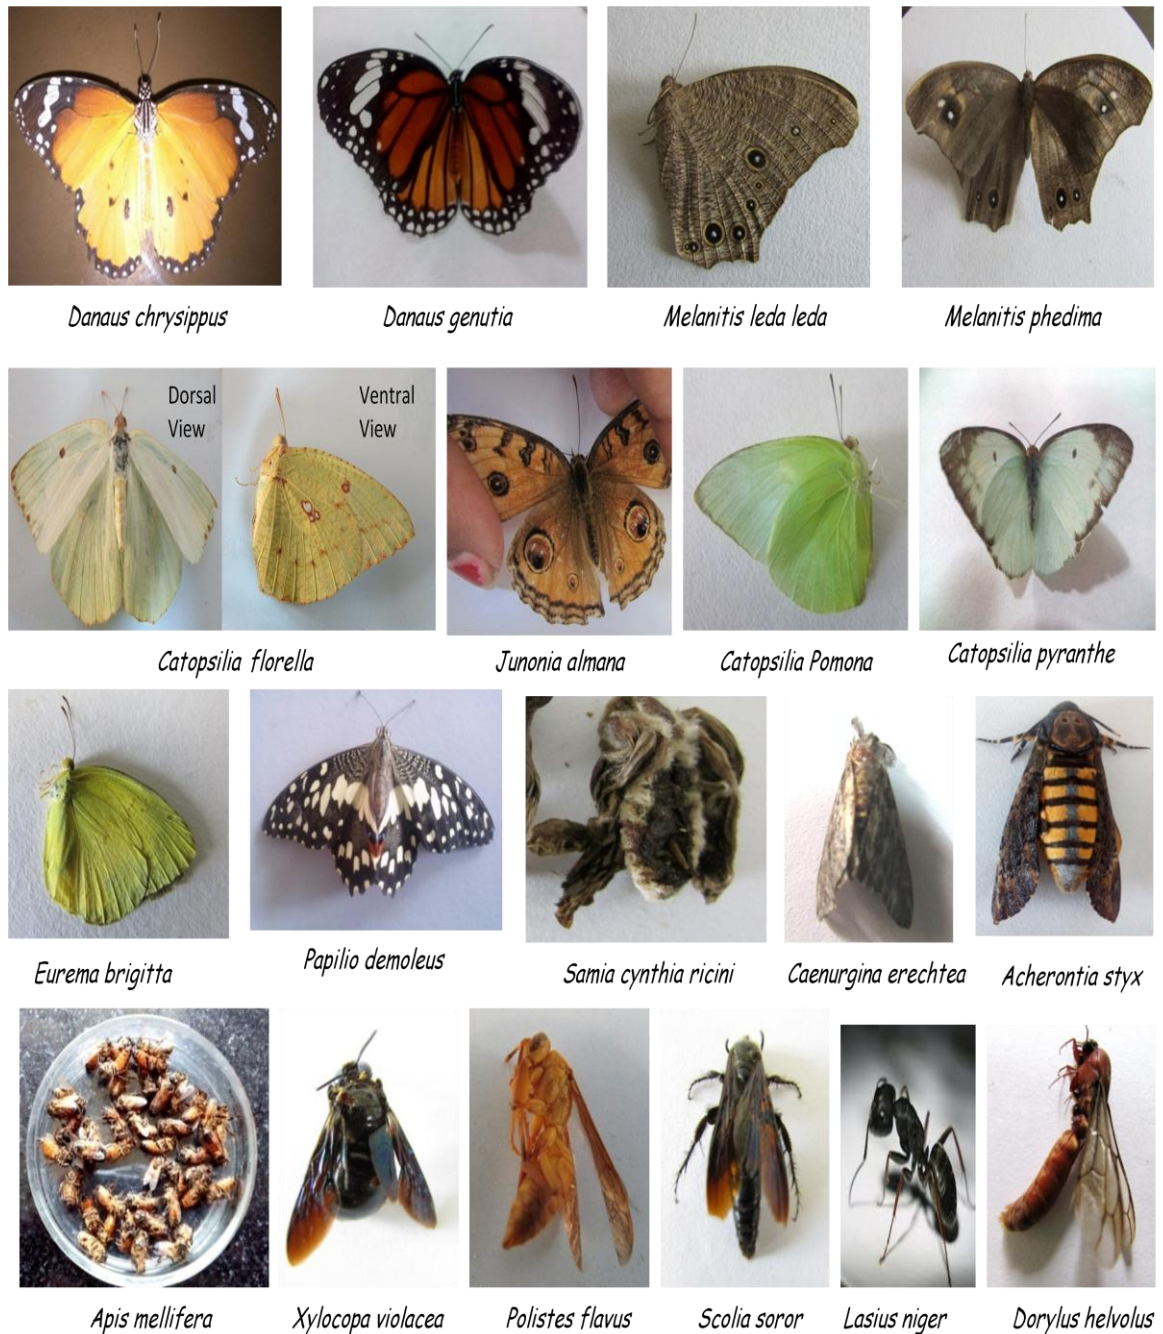 Danaus chrysippus
Danaus genutia
Melanitis leda leda
Melanitis phedima
Dorsal
View
Ventral
View
Catopsilia florella
Junonia almana
Catopsilia Pomona
Catopsilia pyranthe
Eurema brigitta
Papilio demoleus
Samia cynthia ricini
Caenurgina erechtea
Acherontia styx
Apis mellifera
Xylocopa violacea
Polistes flavus
Scolia soror
Lasius niger
Dorylus helvolus